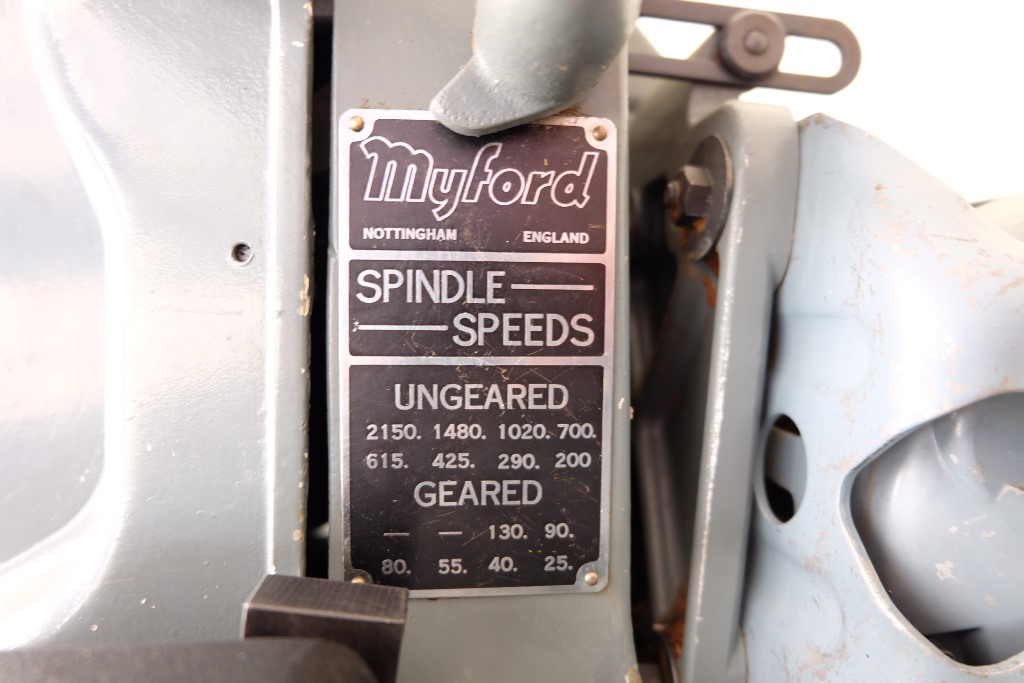 Myford
NOTTINGHAM ENGLAND
SPINDLE —
— SPEEDS
UNGEARED
2150. 1480. 1020. 700.
615. 425. 290. 200
GEARED
— — 130. 90.
80. 55. 40. 25.